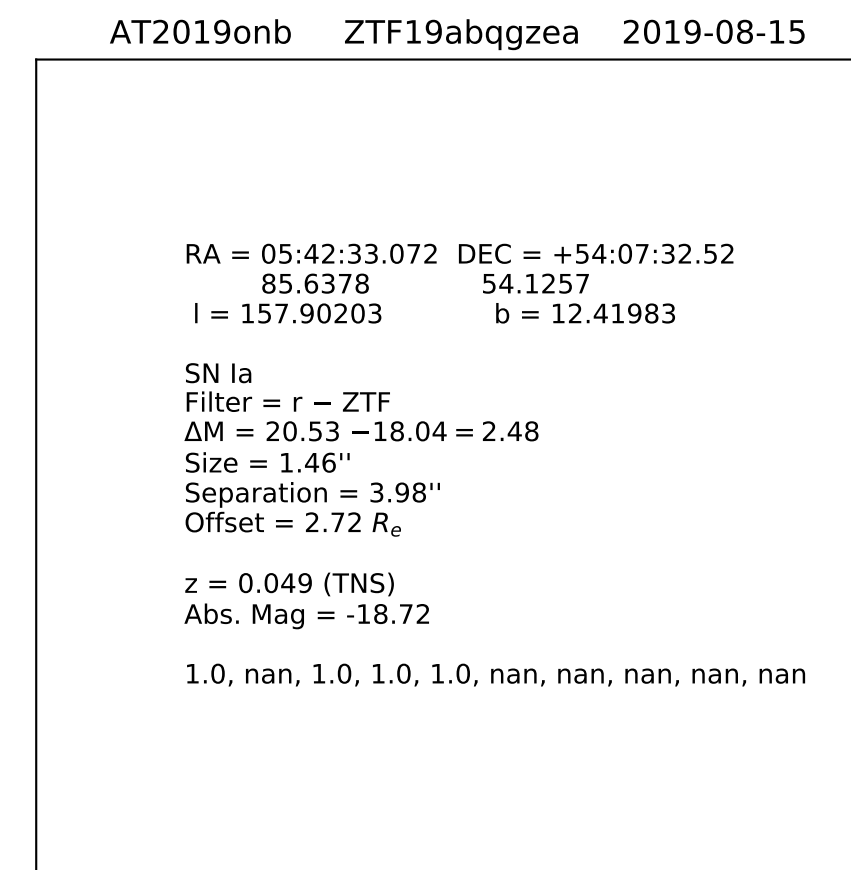 AT2019onb ZTF19abqgzea 2019-08-15
RA = 05:42:33.072 DEC = +54:07:32.52
85.6378 54.1257
l = 157.90203 b = 12.41983
SN Ia
Filter = r − ZTF
ΔM = 20.53 −18.04 = 2.48
Size = 1.46''
Separation = 3.98''
Offset = 2.72 Re
z = 0.049 (TNS)
Abs. Mag = -18.72
1.0, nan, 1.0, 1.0, 1.0, nan, nan, nan, nan, nan